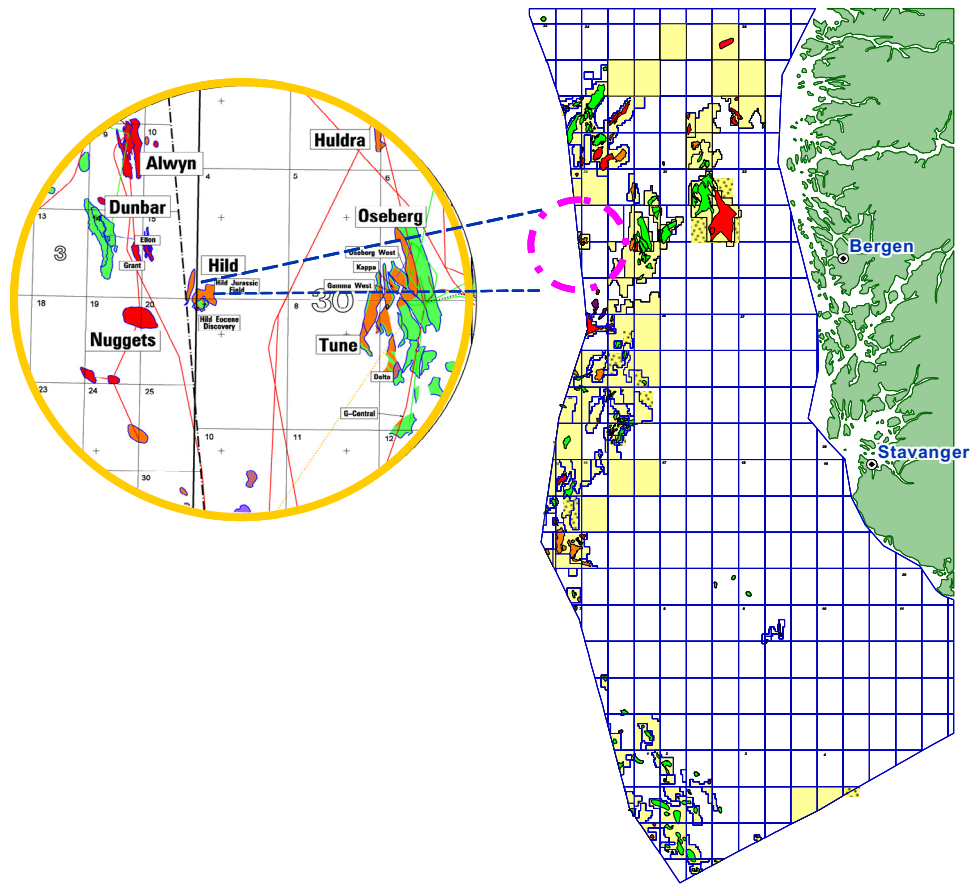 9
10
Alwyn
4
5
Huldra
6
13
Dunbar
15
Oseberg
3
Ellon
Grant
Hild
Oseberg West
Kappa
Hild Jurassic
Field
Gamma West
18
19
20
8
30
Hild Eocene
Discovery
Nuggets
Tune
Delta
23
24
25
G-Central
10
11
12
30
Bergen
Stavanger